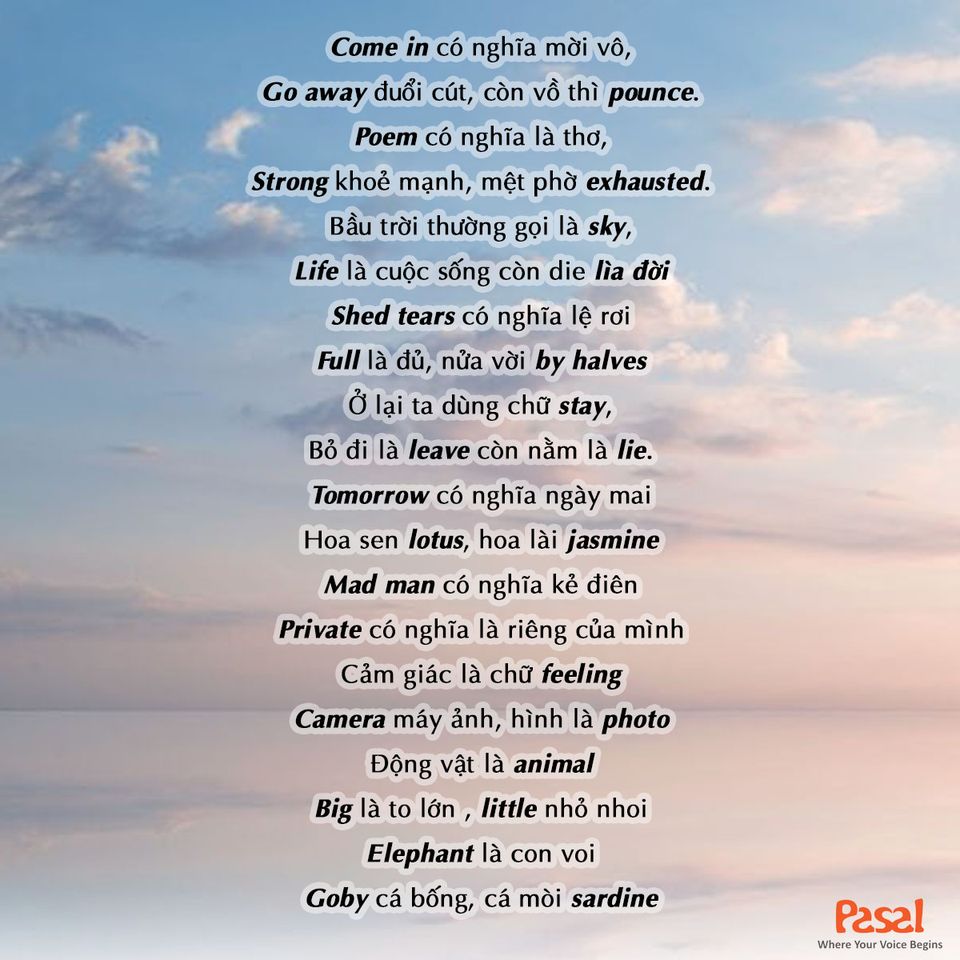 Come in có nghĩa mời vô,
Go away đuổi cút, còn vồ thì pounce.
Poem có nghĩa là thơ,
Strong khoẻ mạnh, mệt phờ exhausted.
Bầu trời thường gọi là sky,
Life là cuộc sống còn die lìa đời
Shed tears có nghĩa lệ rơi
Full là đủ, nửa vời by halves
Ở lại ta dùng chữ stay,
Bỏ đi là leave còn nằm là lie.
Tomorrow có nghĩa ngày mai
Hoa sen lotus, hoa lài jasmine
Mad man có nghĩa kẻ điên
Private có nghĩa là riêng của mình
Cảm giác là chữ feeling
Camera máy ảnh, hình là photo
Động vật là animal
Big là to lớn , little nhỏ nhoi
Elephant là con voi
Goby cá bống, cá mòi sardine
Pasal
Where Your Voice Begins